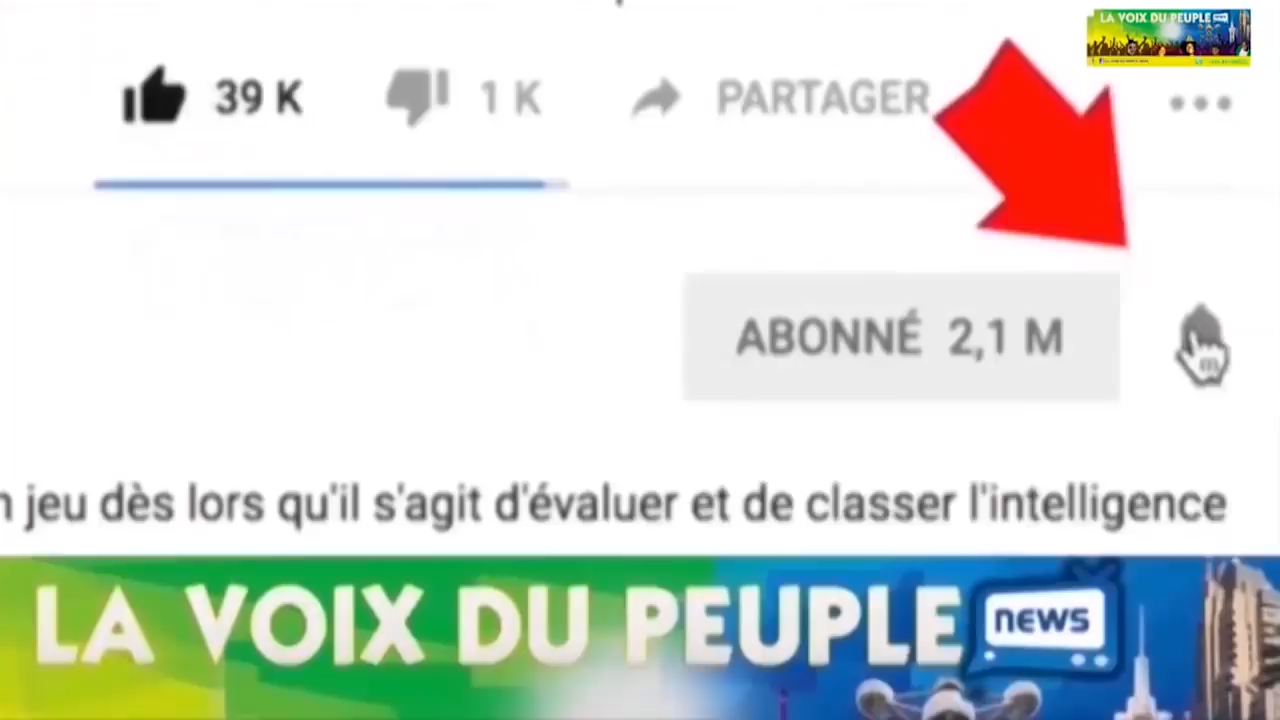 LA VOIX DU PEUPLE NEWS
39 K 1 K PARTAGER
ABONNÉ 2,1 M
jeu dès lors qu'il s'agit d'évaluer et de classer l'intelligence
LA VOIX DU PEUPLE NEWS